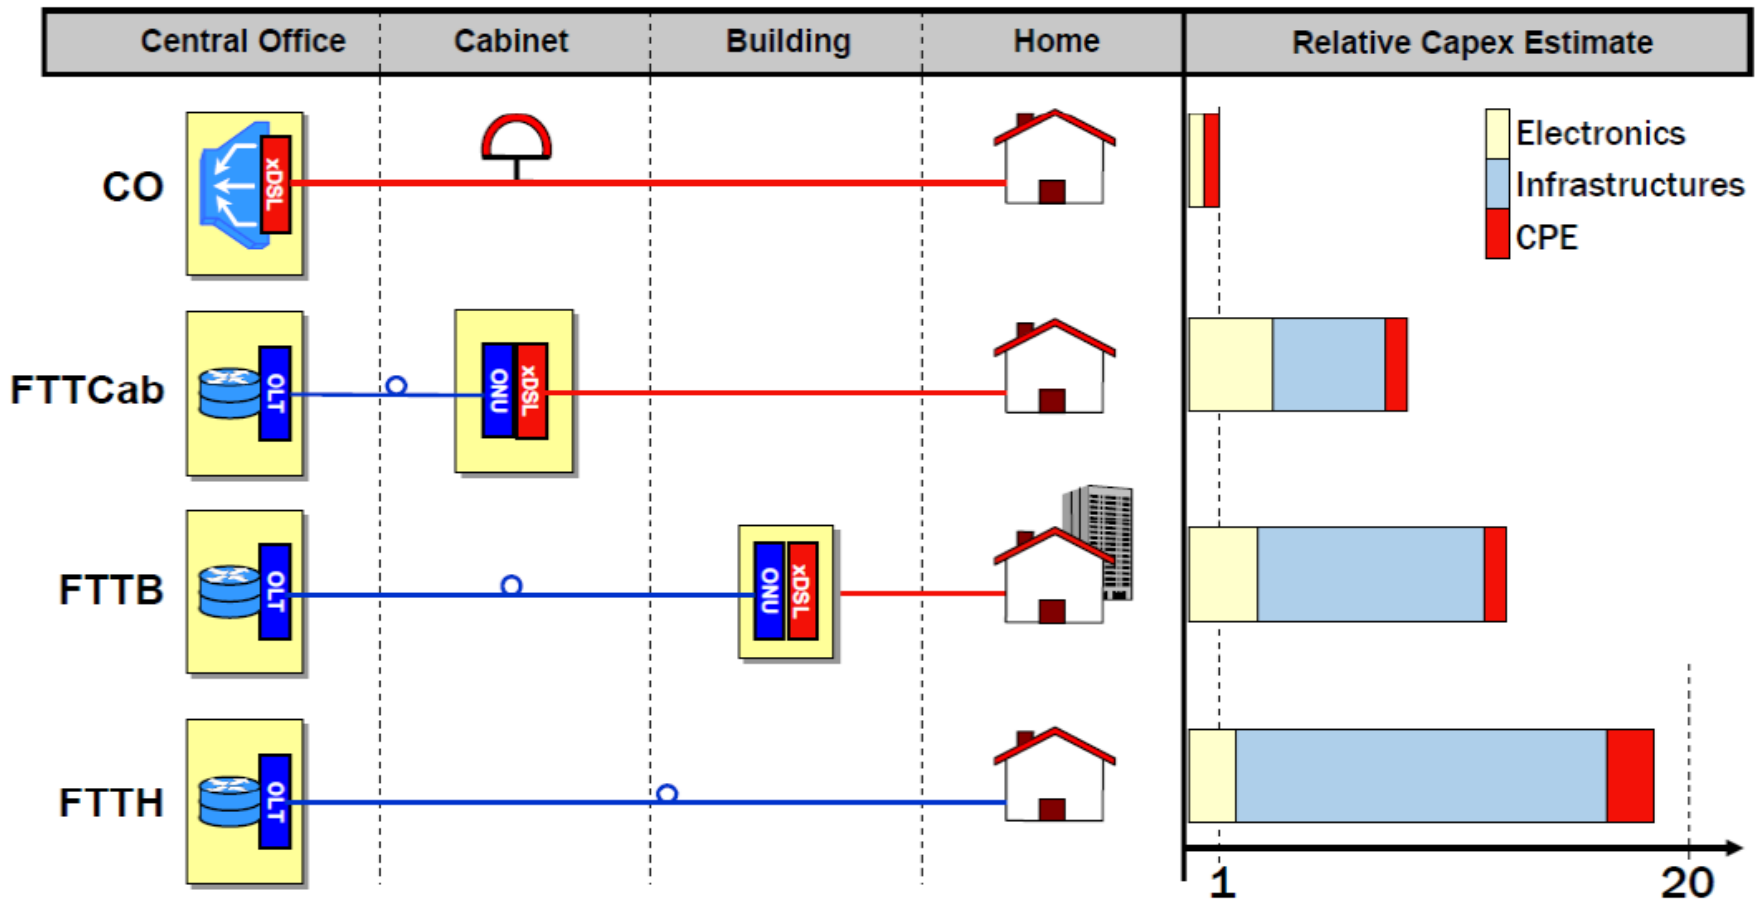 Central Office Cabinet Building Home Relative Capex Estimate
Electronics
Infrastructures
CPE
CO xDSL
FTTCab OLT ONU xDSL
FTTB OLT ONU xDSL
FTTH OLT
1 20